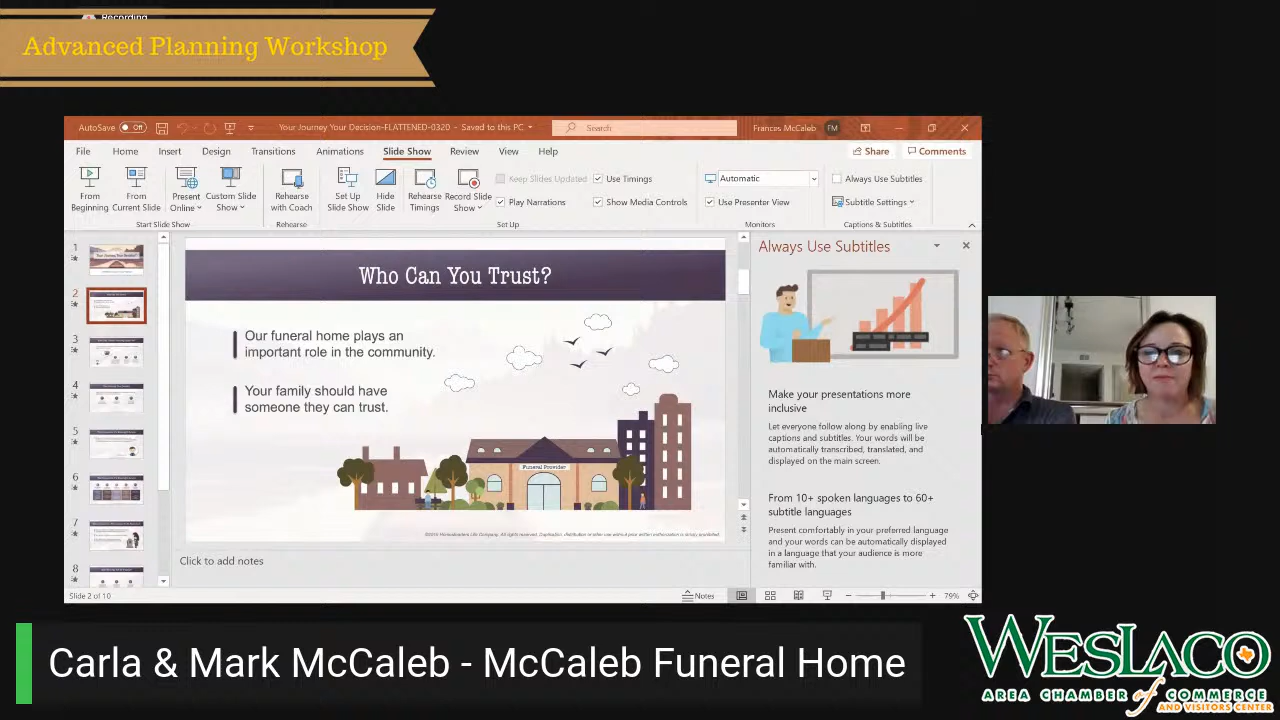 Recording
Advanced Planning Workshop
AutoSave Off
Your Journey Your Decision-FLATTENED-0320 - Saved to this PC
Search
Frances McCaleb FM
File Home Insert Design Transitions Animations Slide Show Review View Help
Share Comments
From Beginning
From Current Slide
Present Online
Custom Slide Show
Rehearse with Coach
Set Up Slide Show
Hide Slide
Rehearse Timings
Record Slide Show
Keep Slides Updated
Use Timings
Play Narrations
Show Media Controls
Automatic
Use Presenter View
Always Use Subtitles
Subtitle Settings
Start Slide Show
Rehearse
Set Up
Monitors
Captions & Subtitles
1
2
3
4
5
6
7
8
Who Can You Trust?
Our funeral home plays an
important role in the community.
Your family should have
someone they can trust.
Funeral Provider
Click to add notes
Always Use Subtitles
Make your presentations more
inclusive
Let everyone follow along by enabling live
captions and subtitles. Your words will be
automatically transcribed, translated, and
displayed on the main screen.
From 10+ spoken languages to 60+
subtitle languages
Present comfortably in your preferred language
and your words can be automatically displayed
in a language that your audience is more
familiar with.
Slide 2 of 10
Notes
79%
Carla & Mark McCaleb - McCaleb Funeral Home
WESLACO
AREA CHAMBER of COMMERCE
AND VISITORS CENTER